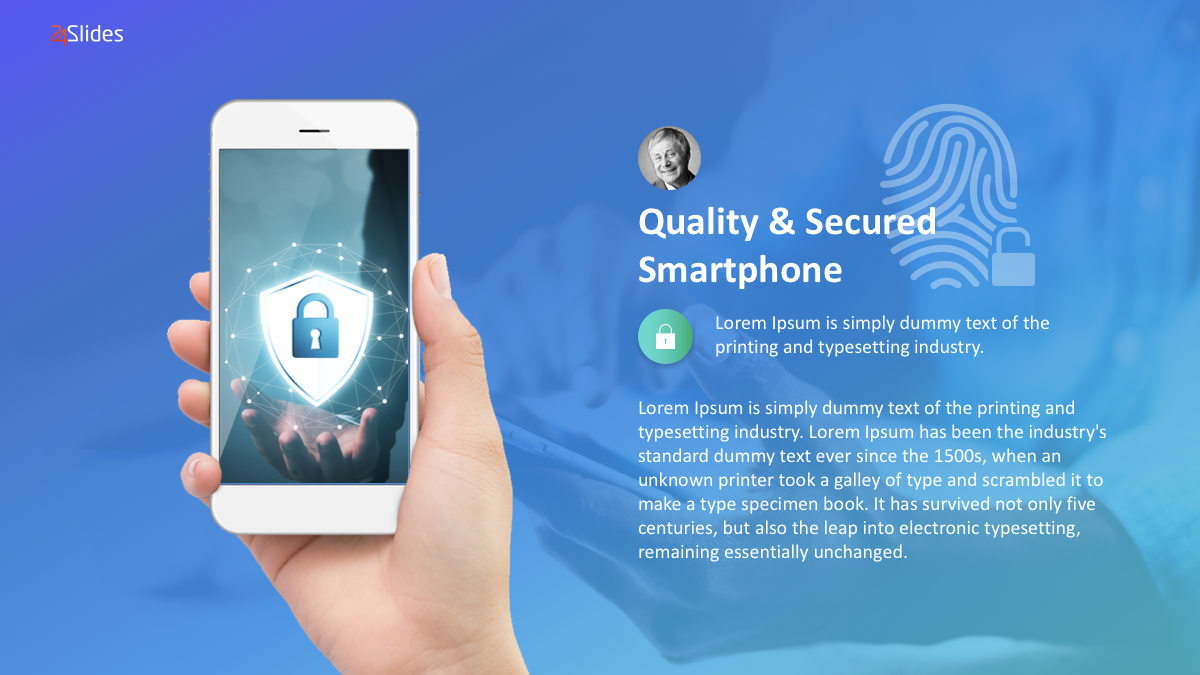 24Slides
Quality & Secured
Smartphone
Lorem Ipsum is simply dummy text of the
printing and typesetting industry.
Lorem Ipsum is simply dummy text of the printing and
typesetting industry. Lorem Ipsum has been the industry's
standard dummy text ever since the 1500s, when an
unknown printer took a galley of type and scrambled it to
make a type specimen book. It has survived not only five
centuries, but also the leap into electronic typesetting,
remaining essentially unchanged.